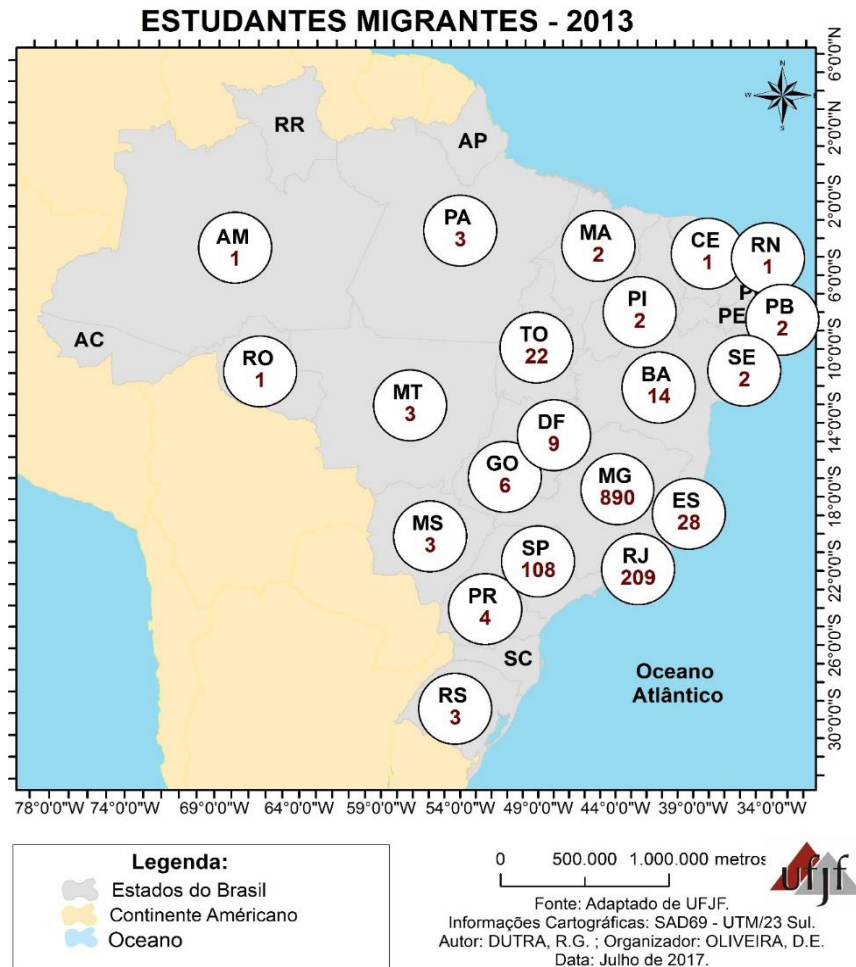 ESTUDANTES MIGRANTES - 2013
N
W
E
S
RR
AP
AM
1
PA
3
MA
2
CE
1
RN
1
PI
2
PE
PB
2
AC
RO
1
TO
22
SE
2
MT
3
BA
14
DF
9
GO
6
MG
890
ES
28
MS
3
SP
108
RJ
209
PR
4
SC
RS
3
Oceano
Atlântico
6°0'0"N
2°0'0"N
2°0'0"S
6°0'0"S
10°0'0"S
14°0'0"S
18°0'0"S
22°0'0"S
26°0'0"S
30°0'0"S
78°0'0"W 74°0'0"W 69°0'0"W 64°0'0"W 59°0'0"W 54°0'0"W 49°0'0"W 44°0'0"W 39°0'0"W 34°0'0"W
Legenda:
Estados do Brasil
Continente Américano
Oceano
0 500.000 1.000.000 metros
ufjf
Fonte: Adaptado de UFJF.
Informações Cartográficas: SAD69 - UTM/23 Sul.
Autor: DUTRA, R.G. ; Organizador: OLIVEIRA, D.E.
Data: Julho de 2017.